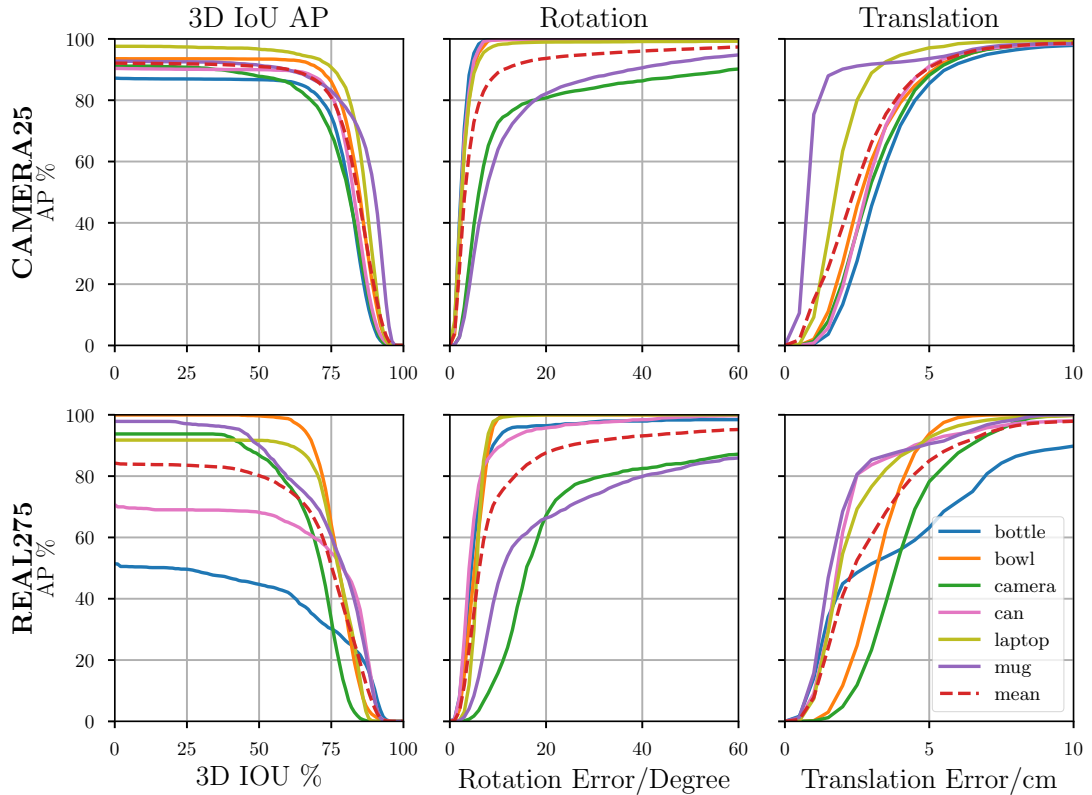 3D IoU AP
Rotation
Translation
CAMERA25
AP %
100
80
60
40
20
0
0 25 50 75 100
0 20 40 60
0 5 10
REAL275
AP %
100
80
60
40
20
0
0 25 50 75 100
0 20 40 60
0 5 10
bottle
bowl
camera
can
laptop
mug
mean
3D IOU %
Rotation Error/Degree
Translation Error/cm